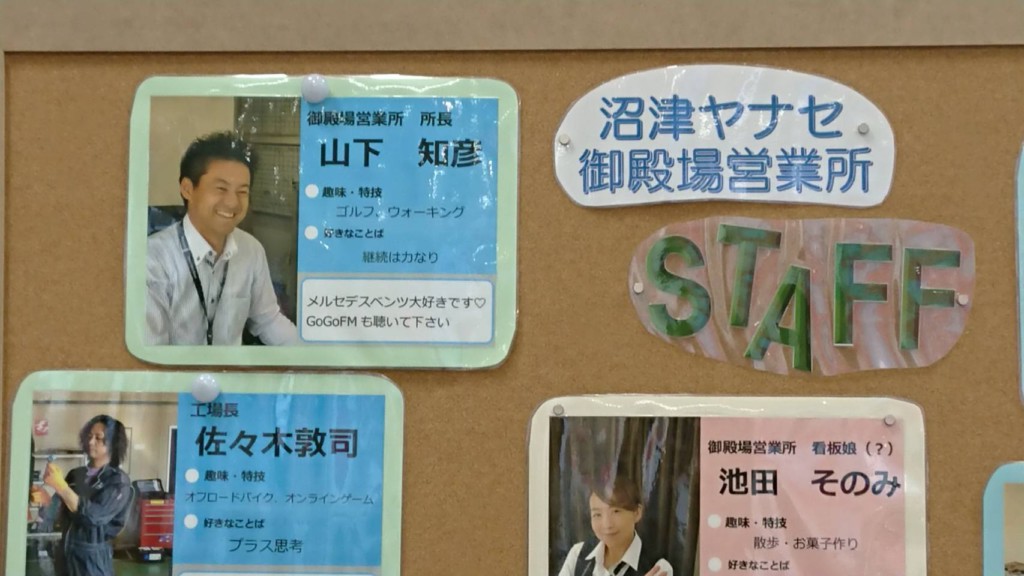 沼津ヤナセ
御殿場営業所
STAFF
御殿場営業所 所長
山下 知彦
趣味・特技
ゴルフ、ウォーキング
好きなことば
継続は力なり
メルセデスベンツ大好きです♡
GoGoFMも聴いて下さい
工場長
佐々木敦司
趣味・特技
オフロードバイク、オンラインゲーム
好きなことば
プラス思考
御殿場営業所 看板娘（？）
池田 そのみ
趣味・特技
散歩・お菓子作り
好きなことば